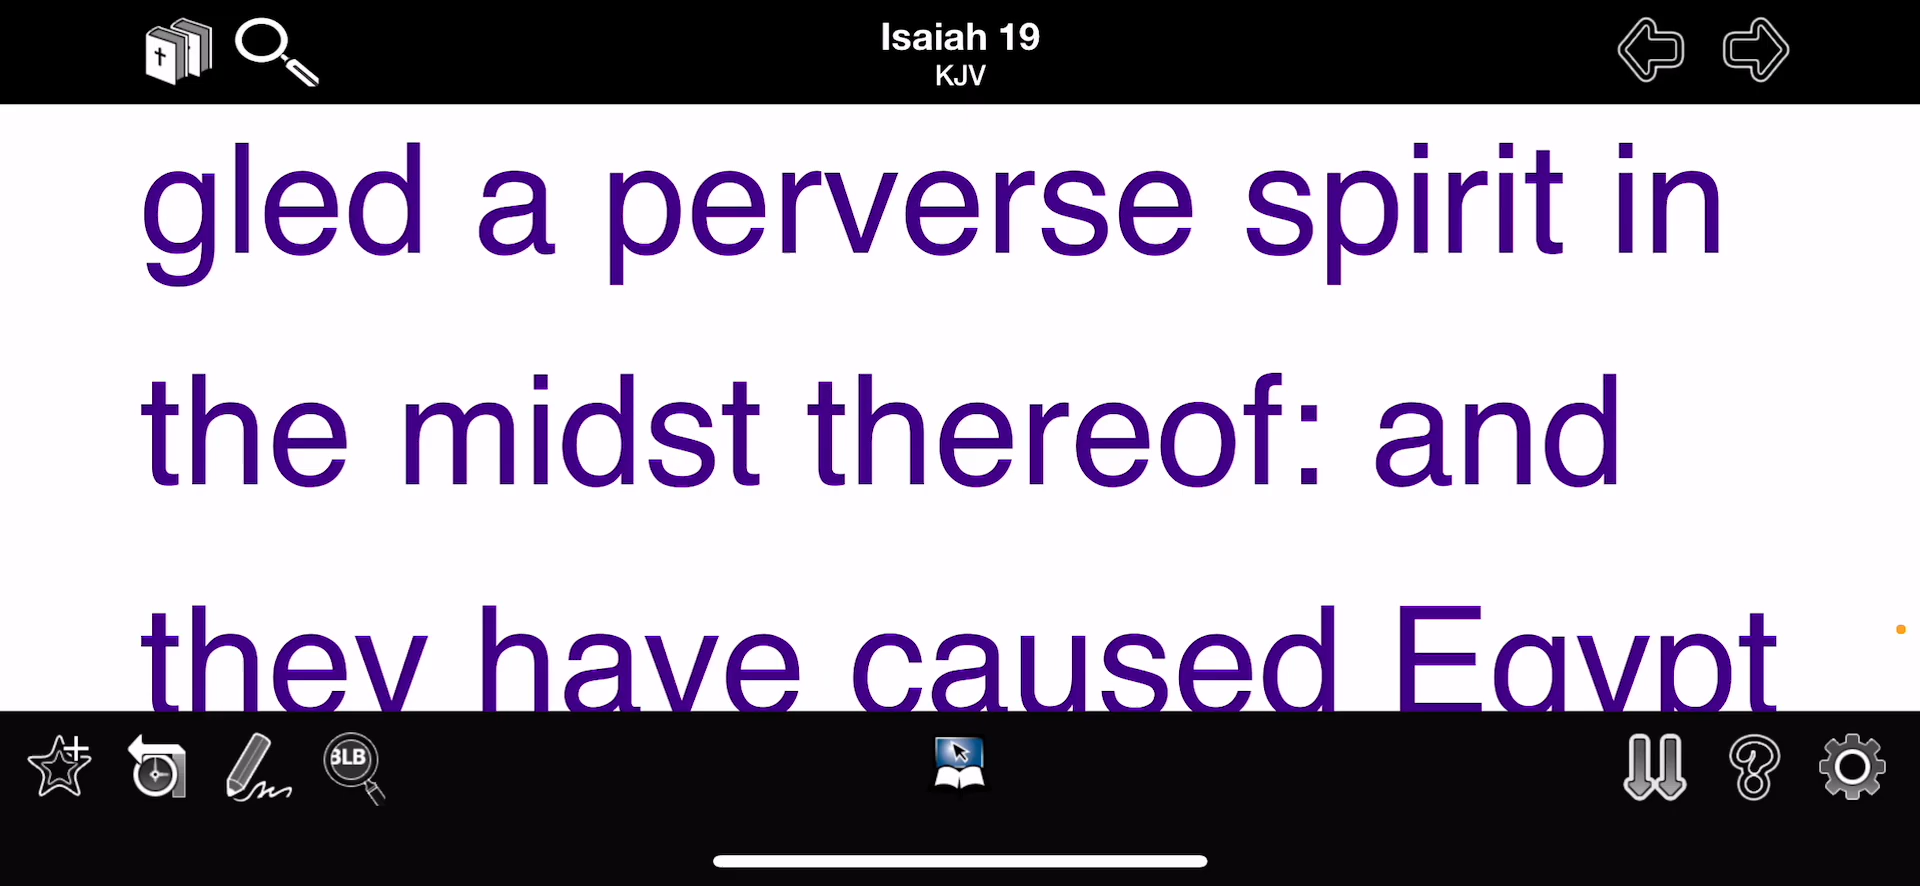 Isaiah 19
KJV
gled a perverse spirit in
the midst thereof: and
they have caused Egypt
BLB